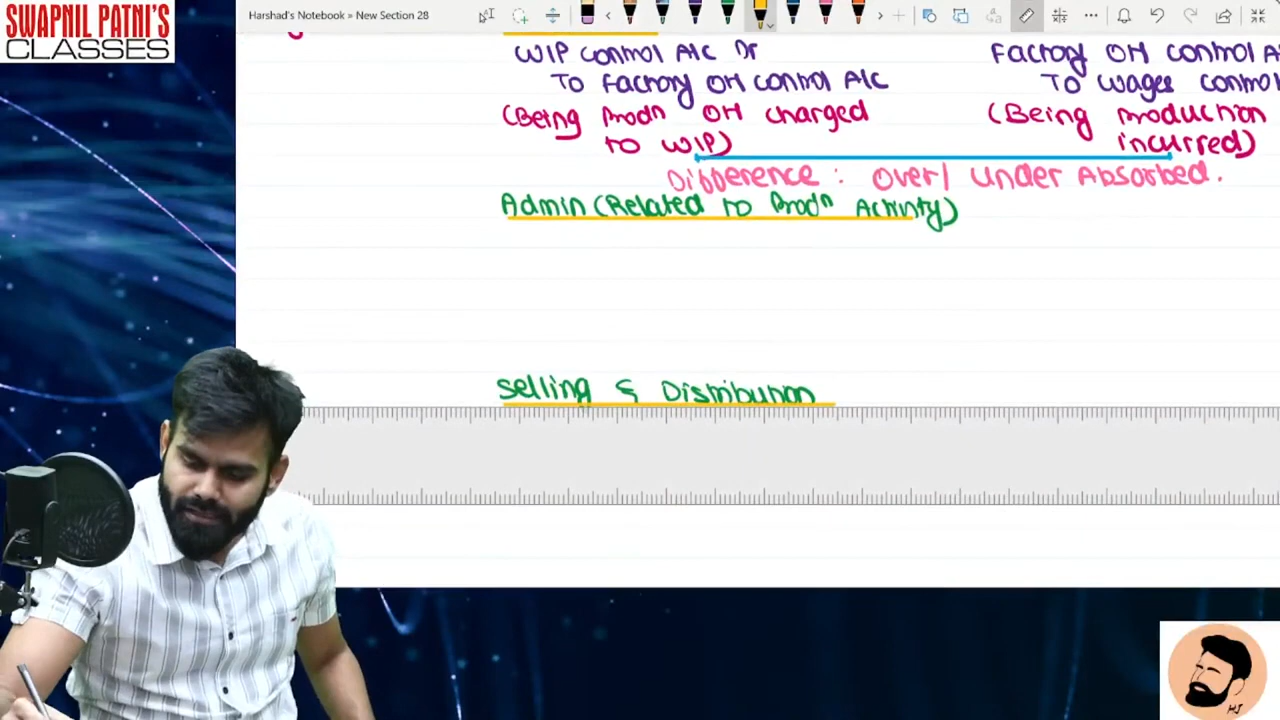 SWAPNIL PATNI'S
CLASSES
Harshad's Notebook » New Section 28
WIP Control A/c Dr
To Factory OH Control A/c
(Being Prodn OH charged
to WIP)
Factory OH Control A
To Wages Control
(Being Production
incurred)
Difference : Over/ Under Absorbed.
Admin (Related to Prodn Activity)
Selling & Distribution
HJ